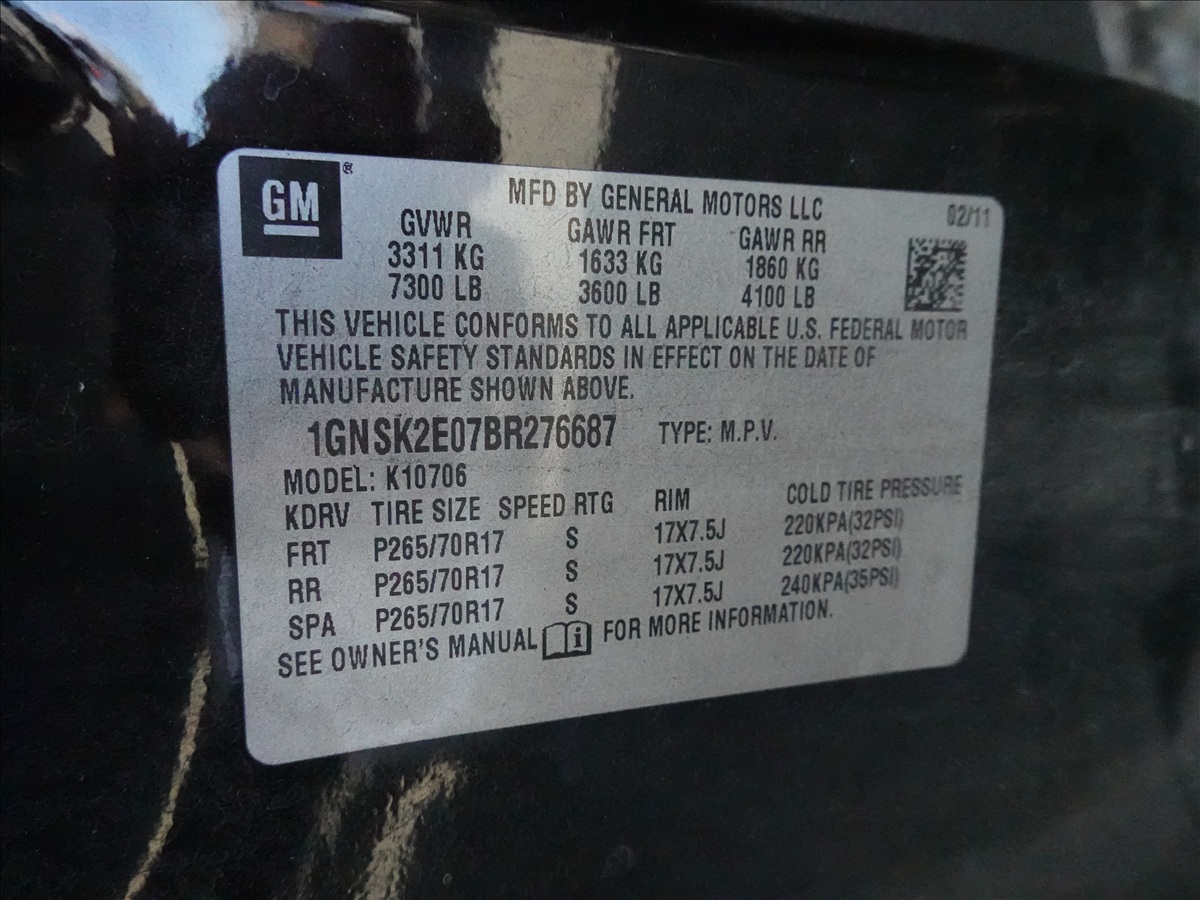 GM®
MFD BY GENERAL MOTORS LLC 02/11
GVWR GAWR FRT GAWR RR
3311 KG 1633 KG 1860 KG
7300 LB 3600 LB 4100 LB
THIS VEHICLE CONFORMS TO ALL APPLICABLE U.S. FEDERAL MOTOR
VEHICLE SAFETY STANDARDS IN EFFECT ON THE DATE OF
MANUFACTURE SHOWN ABOVE.
1GNSK2E07BR276687 TYPE: M.P.V.
MODEL: K10706
KDRV TIRE SIZE SPEED RTG RIM COLD TIRE PRESSURE
FRT P265/70R17 S 17X7.5J 220KPA(32PSI)
RR P265/70R17 S 17X7.5J 220KPA(32PSI)
SPA P265/70R17 S 17X7.5J 240KPA(35PSI)
SEE OWNER'S MANUAL FOR MORE INFORMATION.